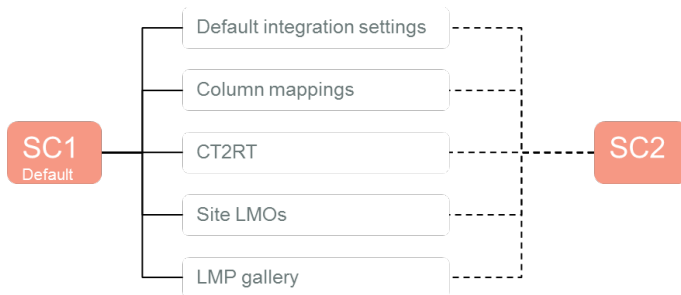 Default integration settings
Column mappings
SC1
Default
CT2RT
SC2
Site LMOs
LMP gallery